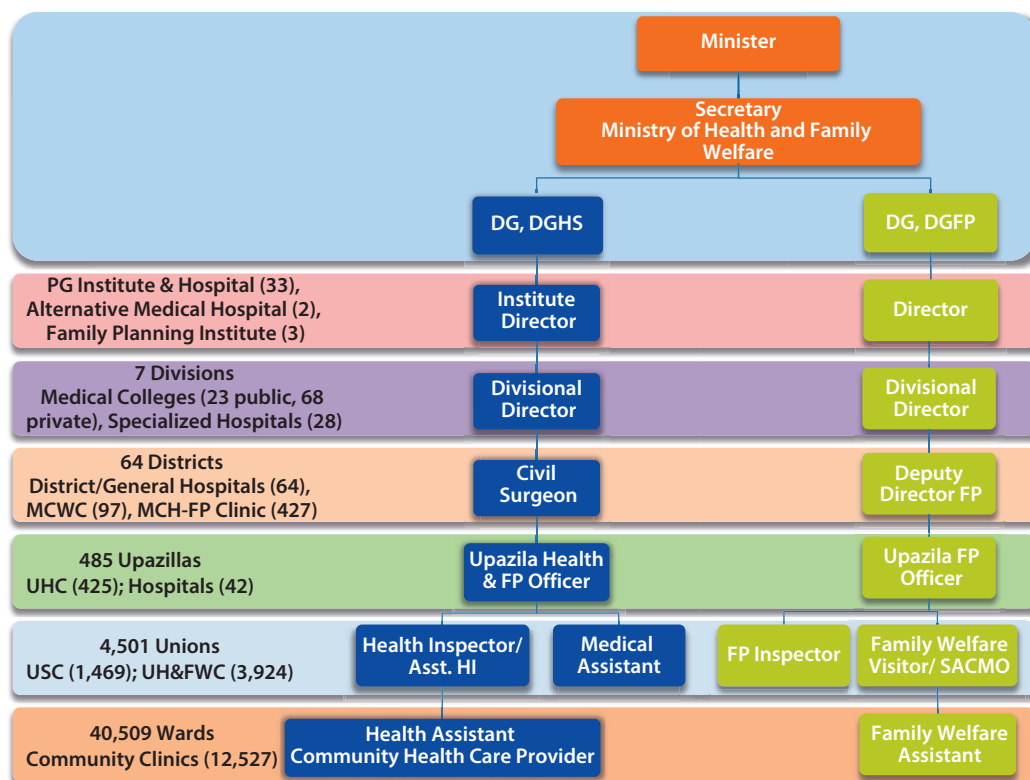 Minister
Secretary
Ministry of Health and Family
Welfare
DG, DGHS
DG, DGFP
PG Institute & Hospital (33),
Alternative Medical Hospital (2),
Family Planning Institute (3)
Institute
Director
Director
7 Divisions
Medical Colleges (23 public, 68
private), Specialized Hospitals (28)
Divisional
Director
Divisional
Director
64 Districts
District/General Hospitals (64),
MCWC (97), MCH-FP Clinic (427)
Civil
Surgeon
Deputy
Director FP
485 Upazillas
UHC (425); Hospitals (42)
Upazila Health
& FP Officer
Upazila FP
Officer
4,501 Unions
USC (1,469); UH&FWC (3,924)
Health Inspector/
Asst. HI
Medical
Assistant
FP Inspector
Family Welfare
Visitor/ SACMO
40,509 Wards
Community Clinics (12,527)
Health Assistant
Community Health Care Provider
Family Welfare
Assistant